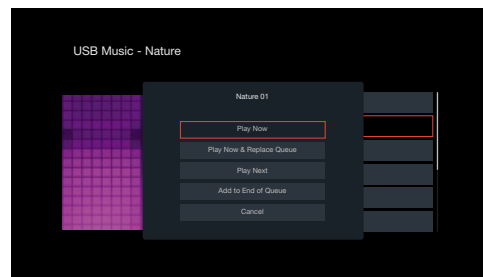 USB Music - Nature
Nature 01
Play Now
Play Now & Replace Queue
Play Next
Add to End of Queue
Cancel